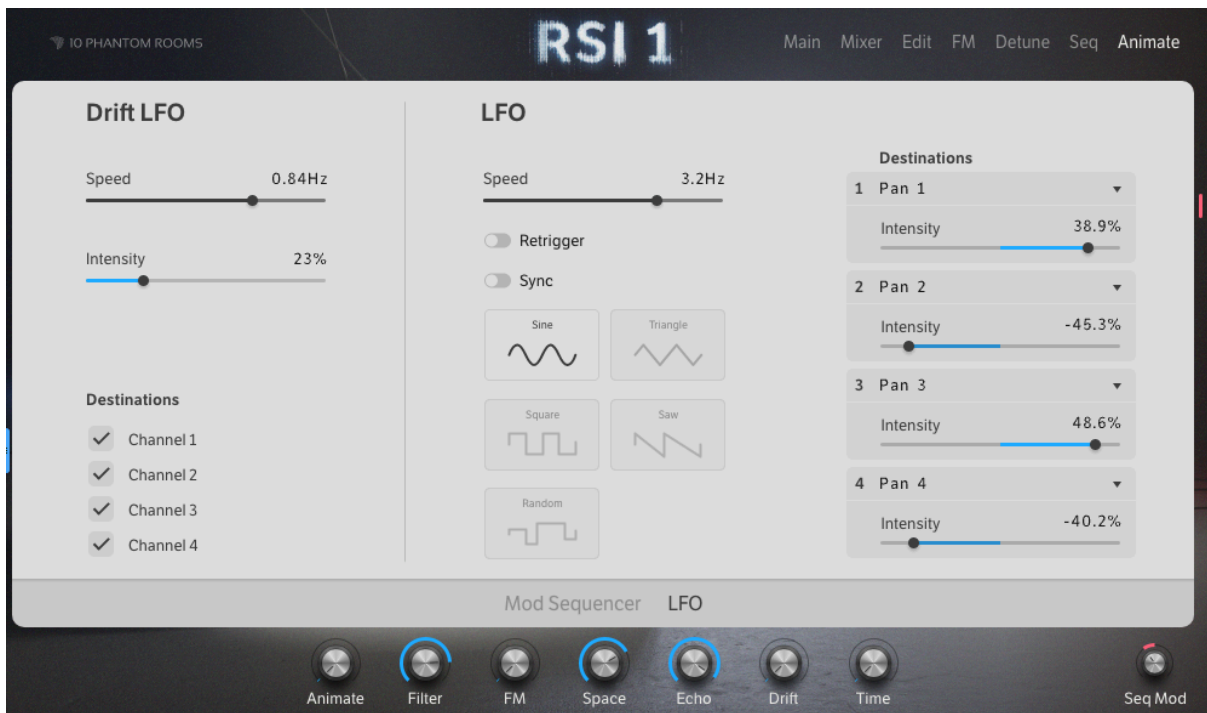 10 PHANTOM ROOMS
RSI 1
Main Mixer Edit FM Detune Seq Animate
Drift LFO
Speed 0.84Hz
Intensity 23%
Destinations
Channel 1
Channel 2
Channel 3
Channel 4
LFO
Speed 3.2Hz
Retrigger
Sync
Sine Triangle
Square Saw
Random
Destinations
1 Pan 1
Intensity 38.9%
2 Pan 2
Intensity -45.3%
3 Pan 3
Intensity 48.6%
4 Pan 4
Intensity -40.2%
Mod Sequencer LFO
Animate Filter FM Space Echo Drift Time Seq Mod